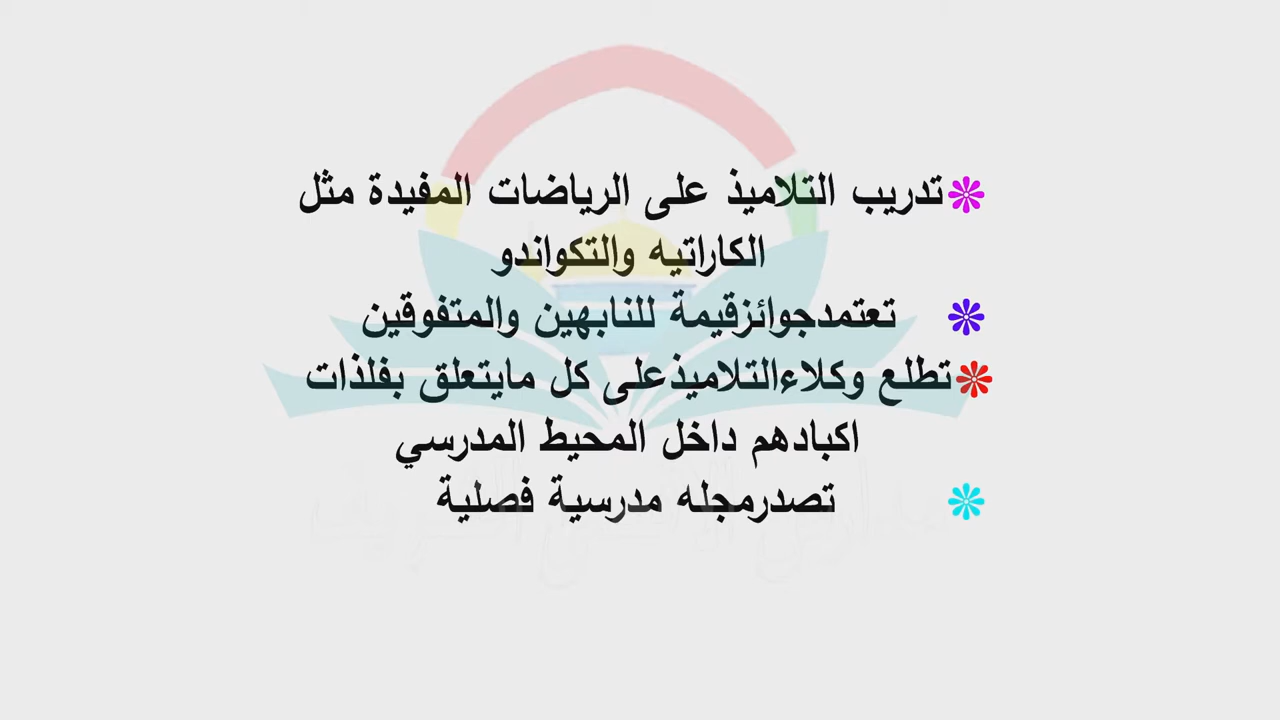 تدريب التلاميذ على الرياضات المفيدة مثل
الكاراتيه والتكواندو
تعتمدجوائزقيمة للنابهين والمتفوقين
تطلع وكلاءالتلاميذعلى كل مايتعلق بفلذات
اكبادهم داخل المحيط المدرسي
تصدرمجله مدرسية فصلية